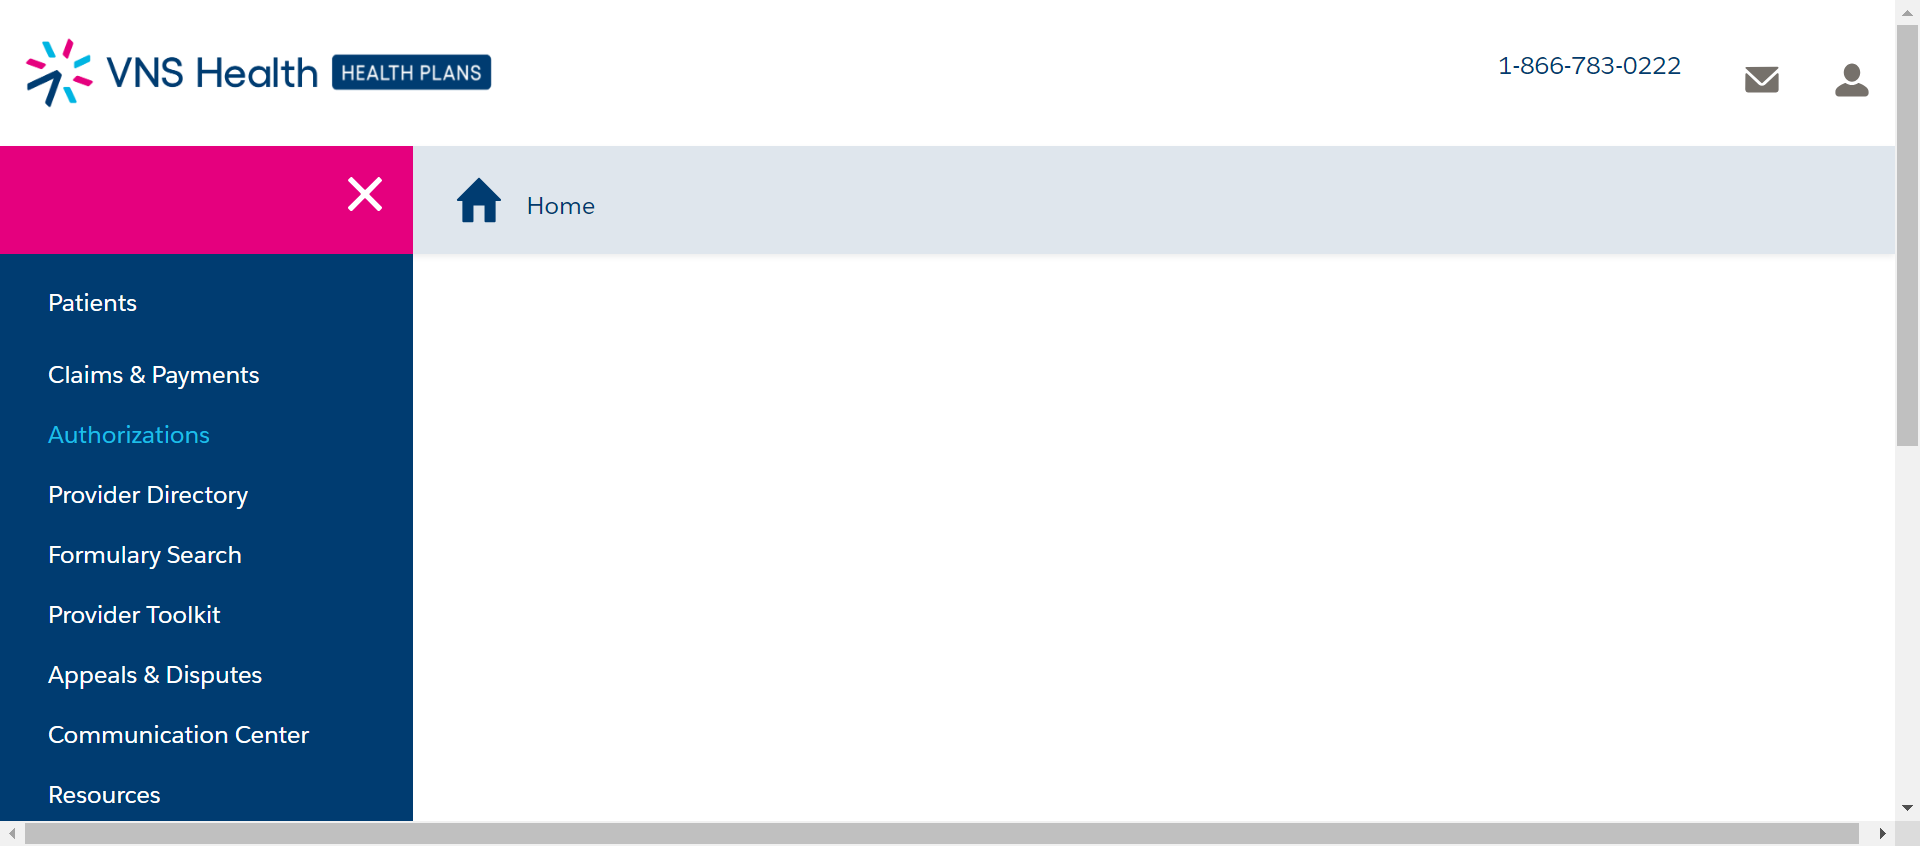 VNS Health HEALTH PLANS
1-866-783-0222
Home
Patients
Claims & Payments
Authorizations
Provider Directory
Formulary Search
Provider Toolkit
Appeals & Disputes
Communication Center
Resources